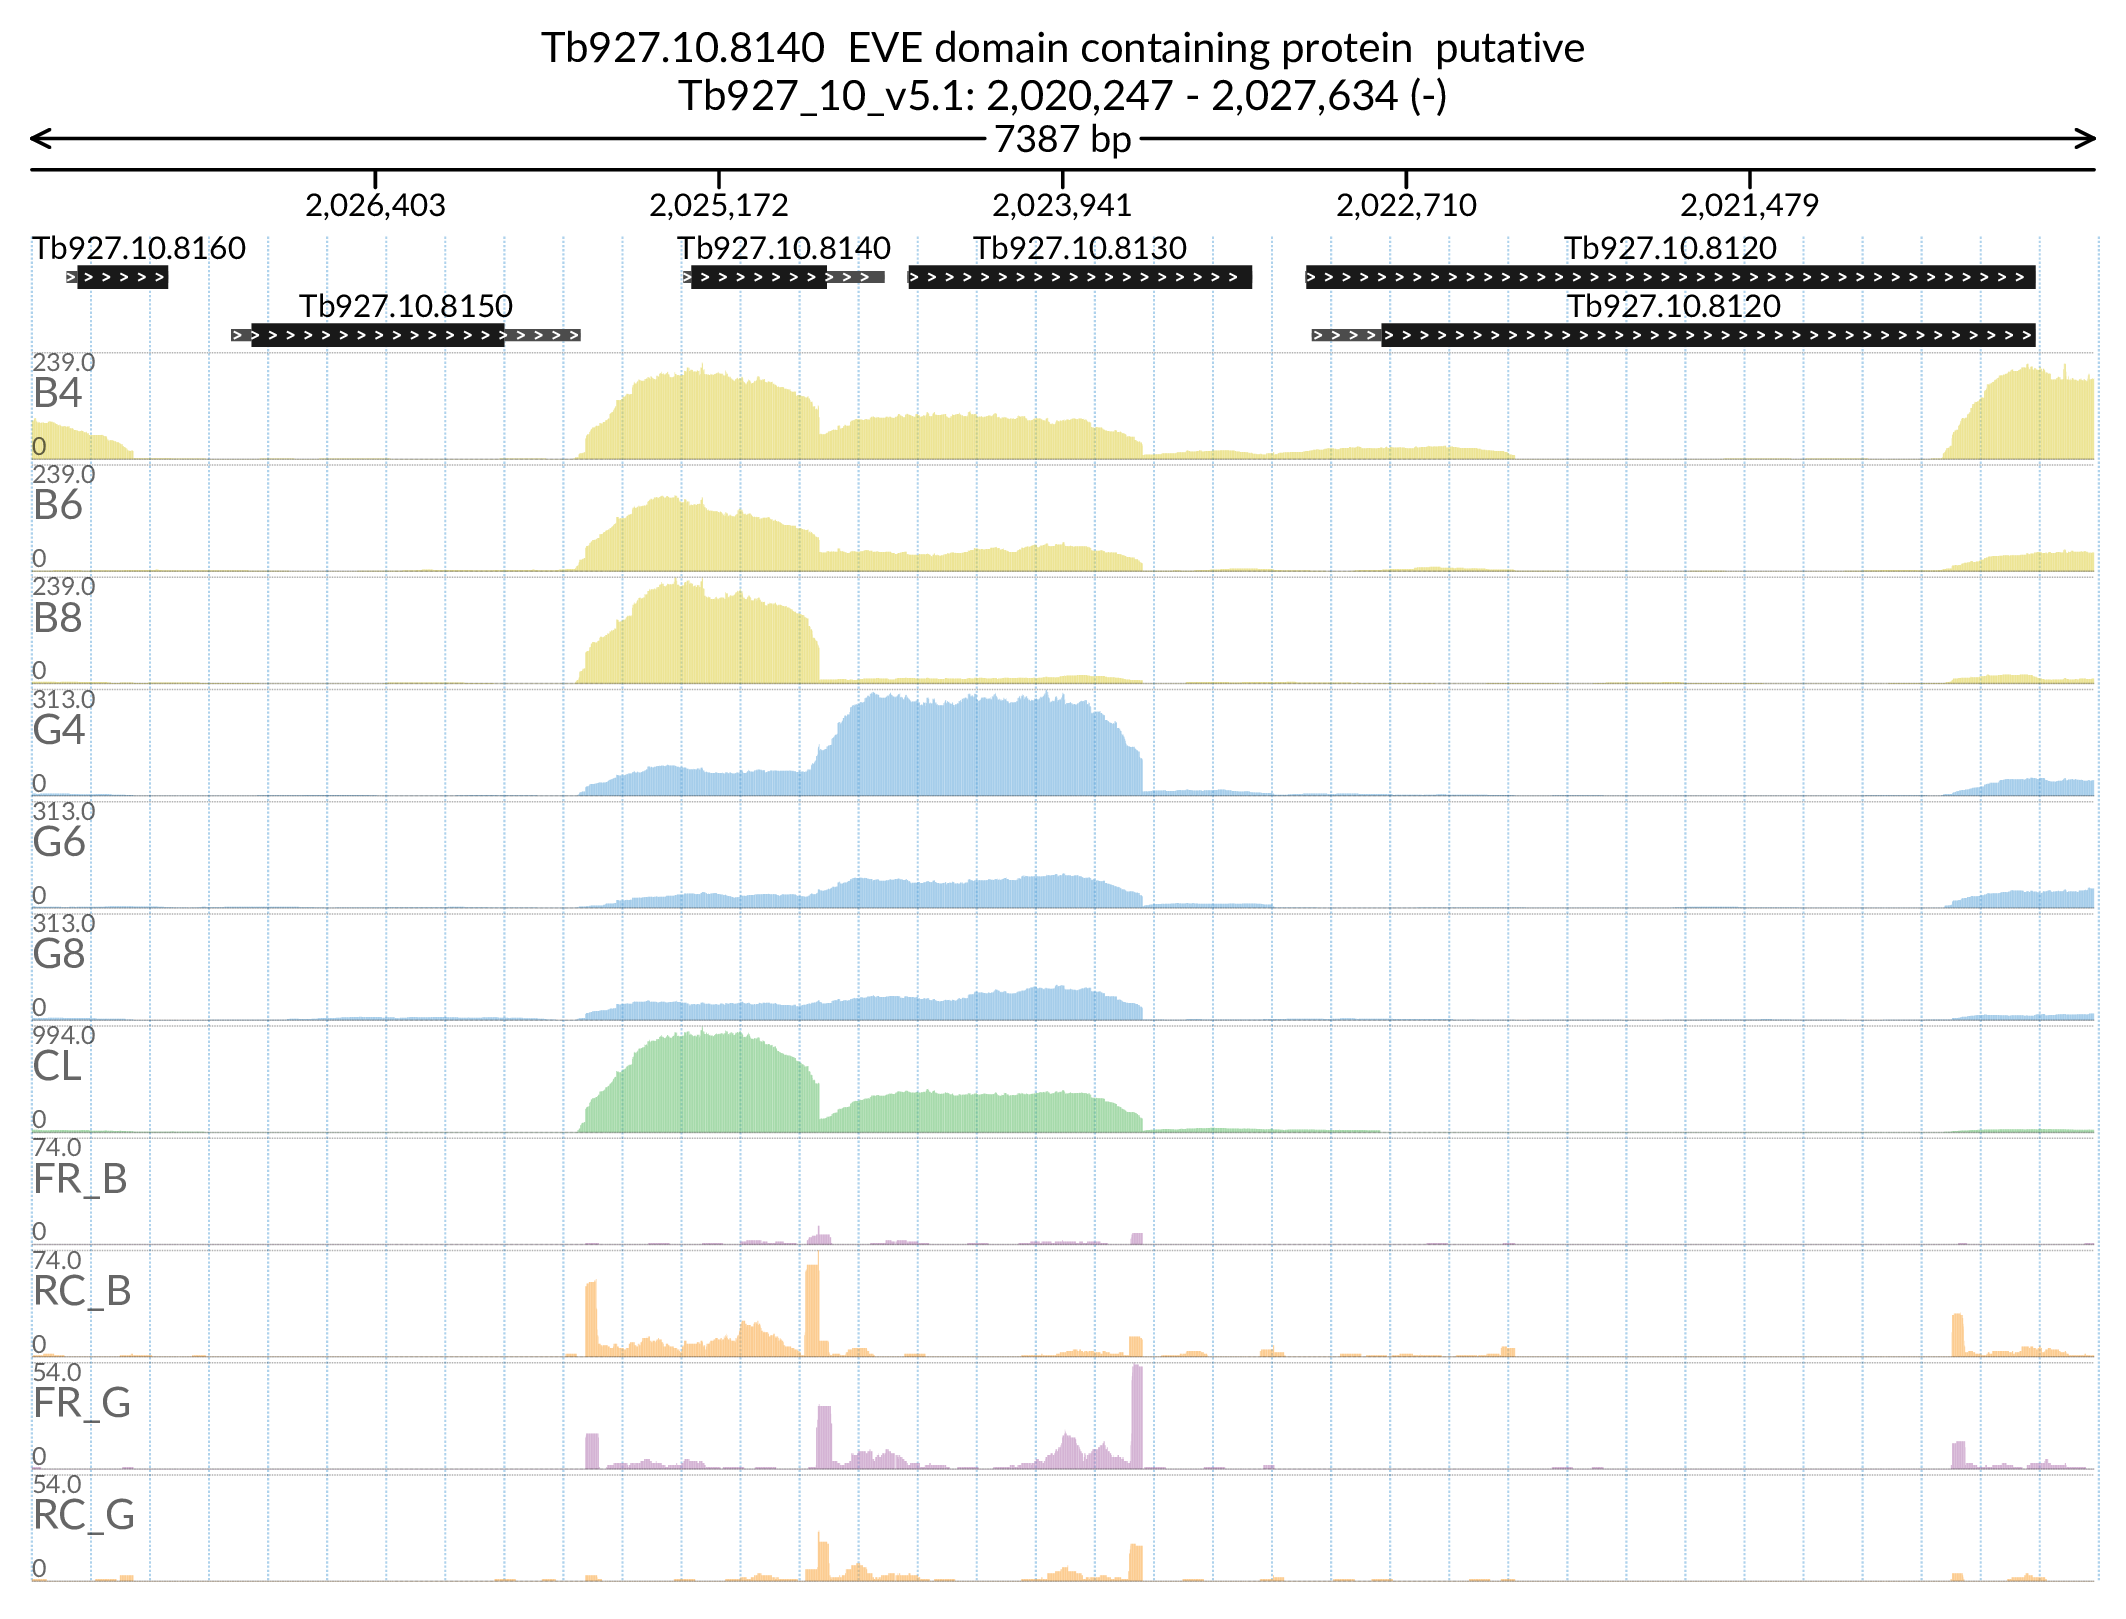 Tb927.10.8140  EVE domain containing protein  putative
Tb927_10_v5.1: 2,020,247 - 2,027,634 (-)
7387 bp
2,026,403 2,025,172 2,023,941 2,022,710 2,021,479
Tb927.10.8160 Tb927.10.8140 Tb927.10.8130 Tb927.10.8120
Tb927.10.8150 Tb927.10.8120
239.0
B4
0
239.0
B6
0
239.0
B8
0
313.0
G4
0
313.0
G6
0
313.0
G8
0
994.0
CL
0
74.0
FR_B
0
74.0
RC_B
0
54.0
FR_G
0
54.0
RC_G
0